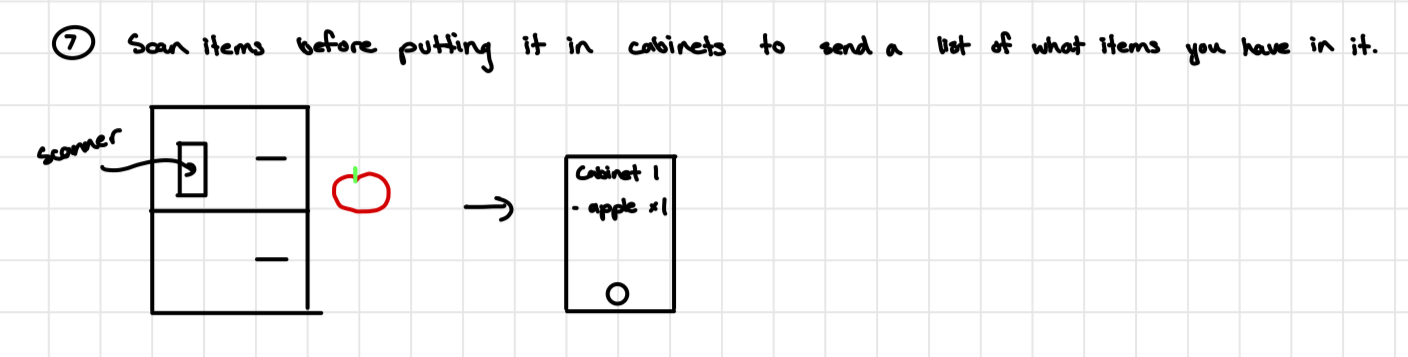 7 Scan items before putting it in cabinets to send a list of what items you have in it.
scanner
Cabinet 1
- apple x1